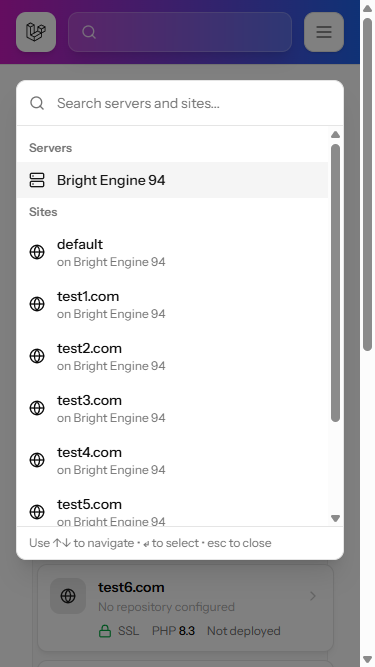 Search servers and sites...
Servers
Bright Engine 94
Sites
default
on Bright Engine 94
test1.com
on Bright Engine 94
test2.com
on Bright Engine 94
test3.com
on Bright Engine 94
test4.com
on Bright Engine 94
test5.com
on Bright Engine 94
Use ↑↓ to navigate • ↵ to select • esc to close
test6.com
No repository configured
SSL PHP 8.3 Not deployed